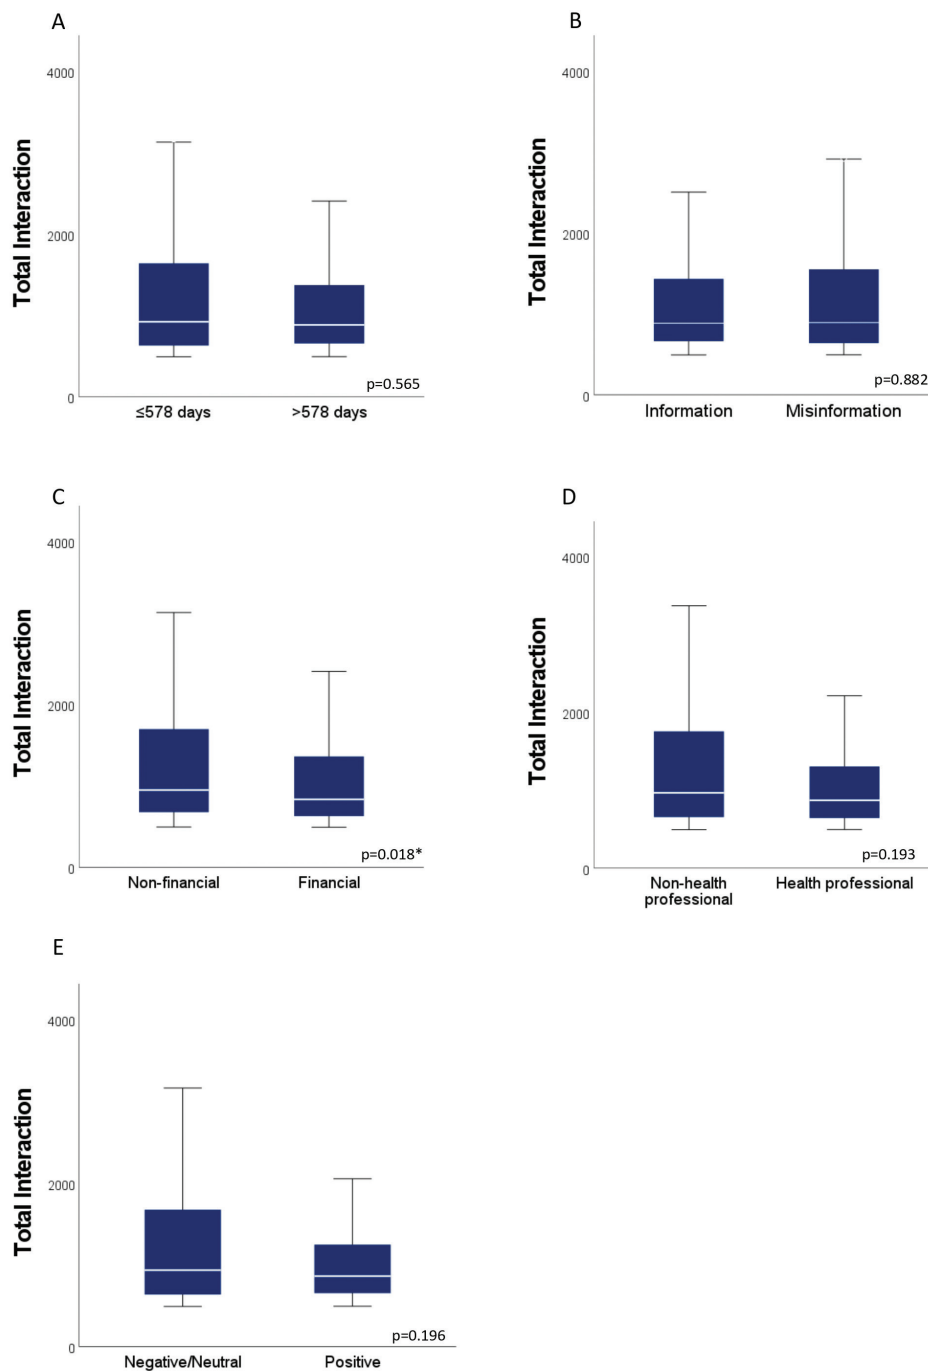 A
Total Interaction
4000
2000
0
≤578 days
>578 days
p=0.565
B
Total Interaction
4000
2000
0
Information
Misinformation
p=0.882
C
Total Interaction
4000
2000
0
Non-financial
Financial
p=0.018*
D
Total Interaction
4000
2000
0
Non-health
professional
Health professional
p=0.193
E
Total Interaction
4000
2000
0
Negative/Neutral
Positive
p=0.196